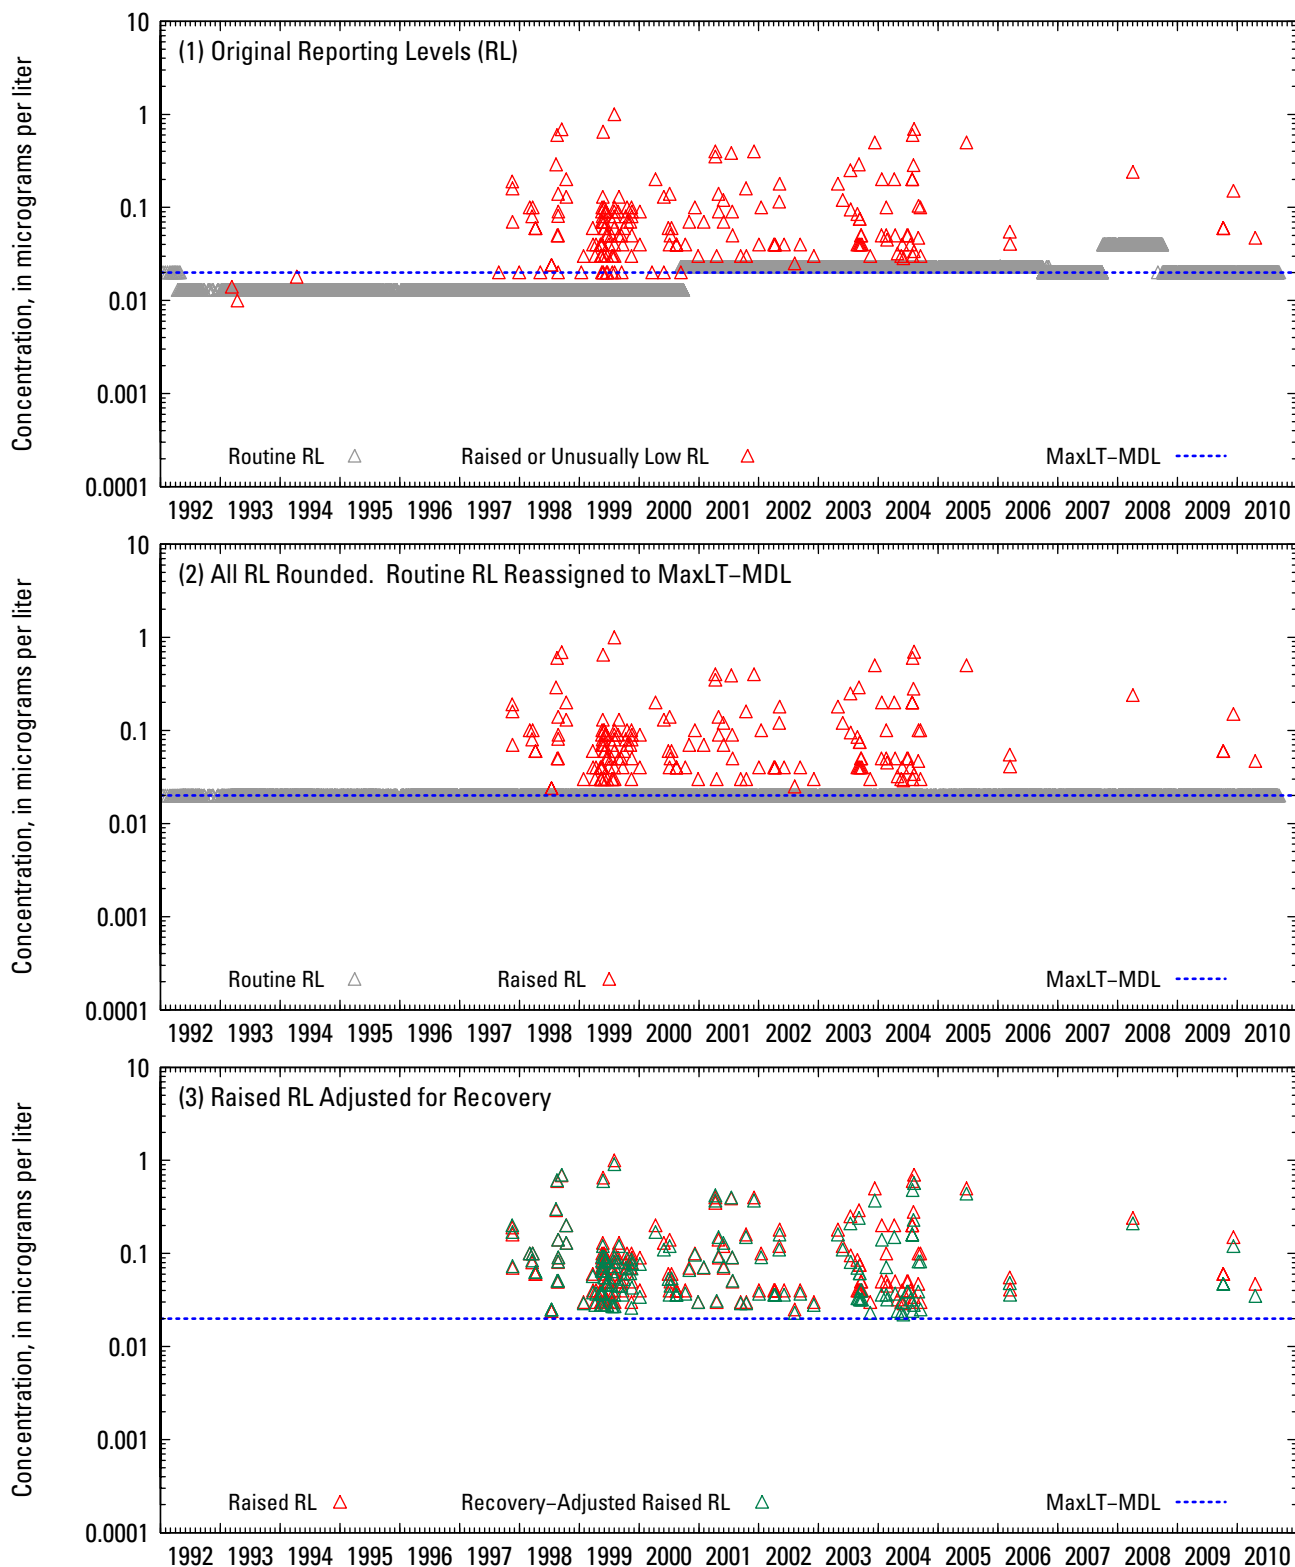 (1) Original Reporting Levels (RL)
Concentration, in micrograms per liter
10
1
0.1
0.01
0.001
0.0001
Routine RL
Raised or Unusually Low RL
MaxLT−MDL
1992 1993 1994 1995 1996 1997 1998 1999 2000 2001 2002 2003 2004 2005 2006 2007 2008 2009 2010
(2) All RL Rounded. Routine RL Reassigned to MaxLT−MDL
Concentration, in micrograms per liter
10
1
0.1
0.01
0.001
0.0001
Routine RL
Raised RL
MaxLT−MDL
1992 1993 1994 1995 1996 1997 1998 1999 2000 2001 2002 2003 2004 2005 2006 2007 2008 2009 2010
(3) Raised RL Adjusted for Recovery
Concentration, in micrograms per liter
10
1
0.1
0.01
0.001
0.0001
Raised RL
Recovery−Adjusted Raised RL
MaxLT−MDL
1992 1993 1994 1995 1996 1997 1998 1999 2000 2001 2002 2003 2004 2005 2006 2007 2008 2009 2010